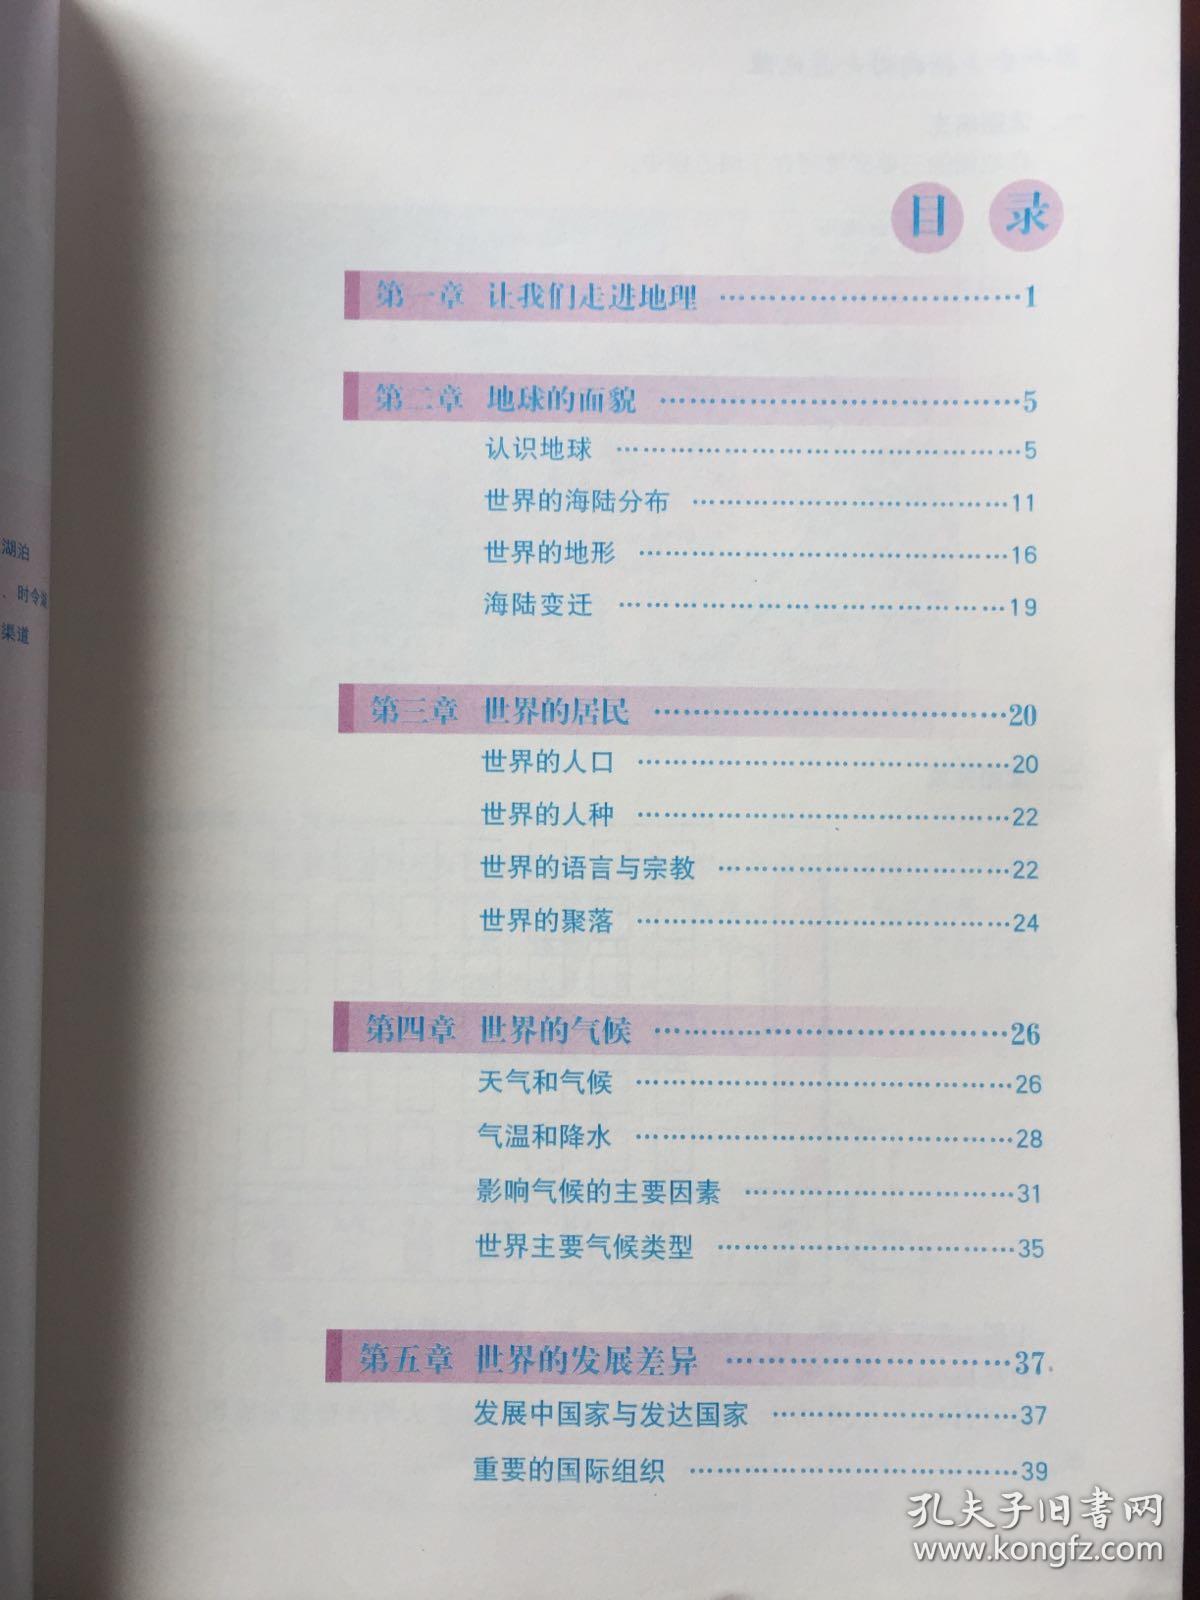 目 录
第一章 让我们走进地理 ……………………………1
第二章 地球的面貌 ……………………………5
认识地球 ……………………………5
世界的海陆分布 ……………………………11
世界的地形 ……………………………16
海陆变迁 ……………………………19
第三章 世界的居民 ……………………………20
世界的人口 ……………………………20
世界的人种 ……………………………22
世界的语言与宗教 ……………………………22
世界的聚落 ……………………………24
第四章 世界的气候 ……………………………26
天气和气候 ……………………………26
气温和降水 ……………………………28
影响气候的主要因素 ……………………………31
世界主要气候类型 ……………………………35
第五章 世界的发展差异 ……………………………37
发展中国家与发达国家 ……………………………37
重要的国际组织 ……………………………39
湖泊
、时令
渠道
孔夫子旧书网
www.kongfz.com